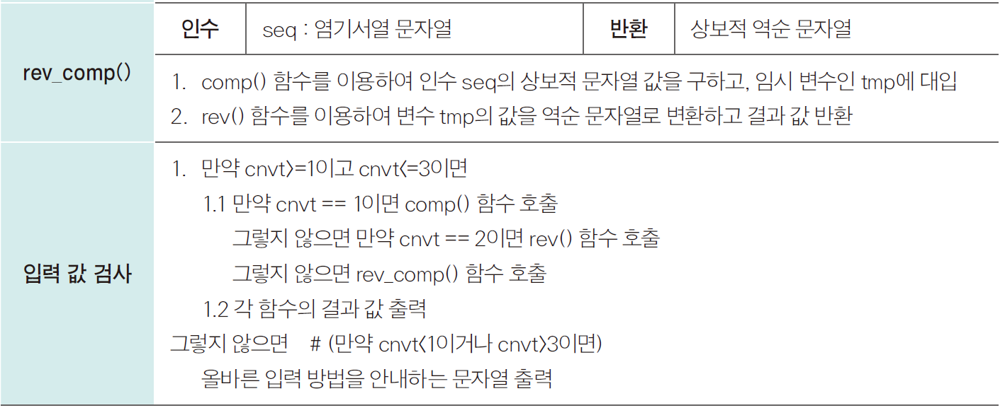 rev_comp()
인수 seq : 염기서열 문자열 반환 상보적 역순 문자열
1. comp() 함수를 이용하여 인수 seq의 상보적 문자열 값을 구하고, 임시 변수인 tmp에 대입
2. rev() 함수를 이용하여 변수 tmp의 값을 역순 문자열로 변환하고 결과 값 반환
입력 값 검사
1. 만약 cnvt>=1이고 cnvt<=3이면
1.1 만약 cnvt == 1이면 comp() 함수 호출
그렇지 않으면 만약 cnvt == 2이면 rev() 함수 호출
그렇지 않으면 rev_comp() 함수 호출
1.2 각 함수의 결과 값 출력
그렇지 않으면 # (만약 cnvt<1이거나 cnvt>3이면)
올바른 입력 방법을 안내하는 문자열 출력